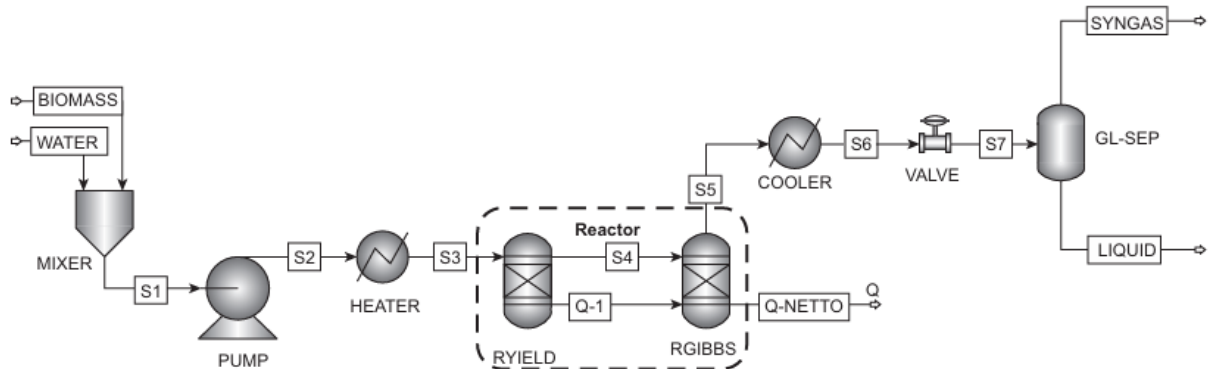 BIOMASS
WATER
MIXER
S1
PUMP
S2
HEATER
S3
Reactor
RYIELD
S4
Q-1
RGIBBS
Q-NETTO
Q
S5
COOLER
S6
VALVE
S7
GL-SEP
SYNGAS
LIQUID